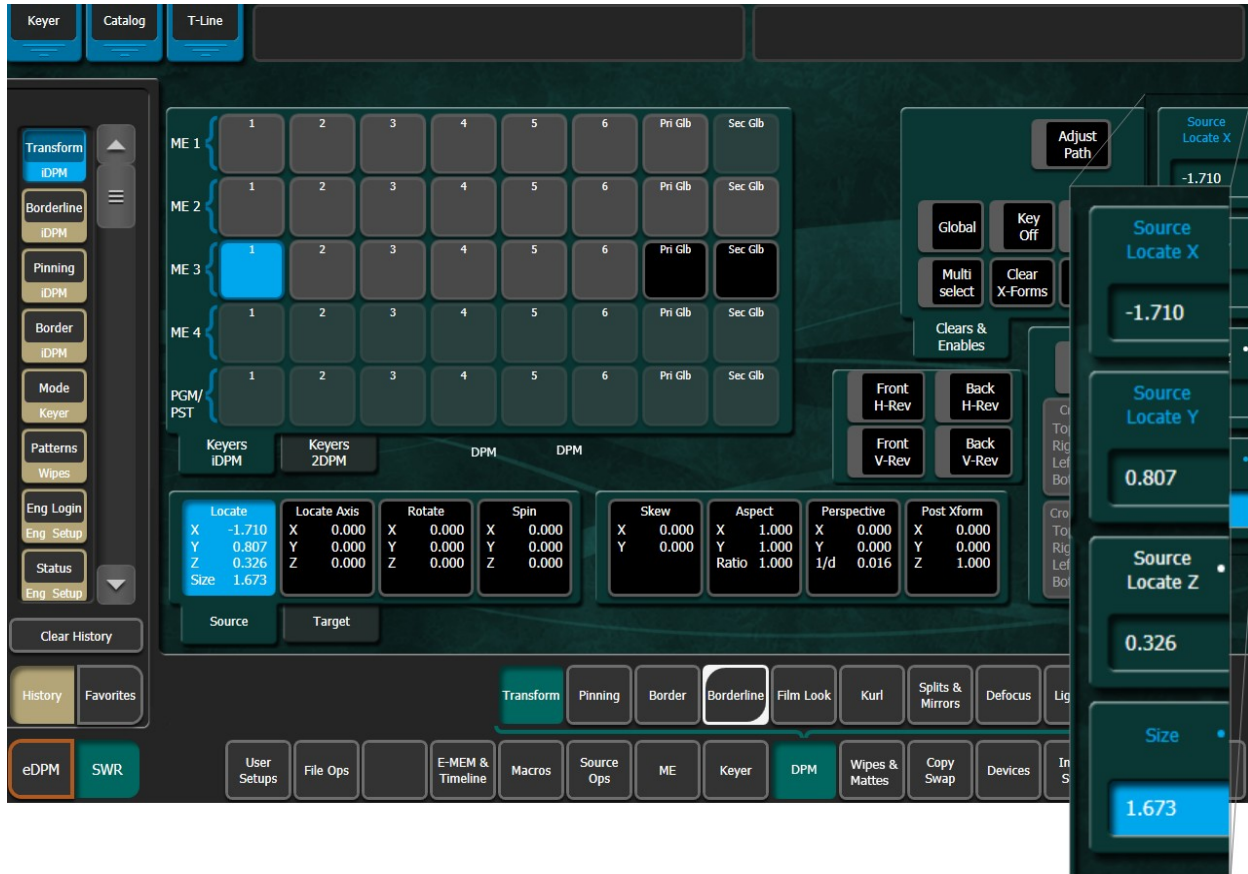 Keyer
Catalog
T-Line
Transform
iDPM
Borderline
iDPM
Pinning
iDPM
Border
iDPM
Mode
Keyer
Patterns
Wipes
Eng Login
Eng Setup
Status
Eng Setup
Clear History
History
Favorites
eDPM
SWR
ME 1
1 2 3 4 5 6 Pri Glb Sec Glb
ME 2
1 2 3 4 5 6 Pri Glb Sec Glb
ME 3
1 2 3 4 5 6 Pri Glb Sec Glb
ME 4
1 2 3 4 5 6 Pri Glb Sec Glb
PGM/
PST
1 2 3 4 5 6 Pri Glb Sec Glb
Keyers
iDPM
Keyers
2DPM
DPM
DPM
Adjust
Path
Global
Key
Off
Multi
select
Clear
X-Forms
Clears &
Enables
Front
H-Rev
Back
H-Rev
Front
V-Rev
Back
V-Rev
Locate
X -1.710
Y 0.807
Z 0.326
Size 1.673
Locate Axis
X 0.000
Y 0.000
Z 0.000
Rotate
X 0.000
Y 0.000
Z 0.000
Spin
X 0.000
Y 0.000
Z 0.000
Skew
X 0.000
Y 0.000
Aspect
X 1.000
Y 1.000
Ratio 1.000
Perspective
X 0.000
Y 0.000
1/d 0.016
Post Xform
X 0.000
Y 0.000
Z 1.000
Source
Target
Source
Locate X
-1.710
Source
Locate X
-1.710
Source
Locate Y
0.807
Source
Locate Z
0.326
Size
1.673
Transform
Pinning
Border
Borderline
Film Look
Kurl
Splits &
Mirrors
Defocus
User
Setups
File Ops
E-MEM &
Timeline
Macros
Source
Ops
ME
Keyer
DPM
Wipes &
Mattes
Copy
Swap
Devices